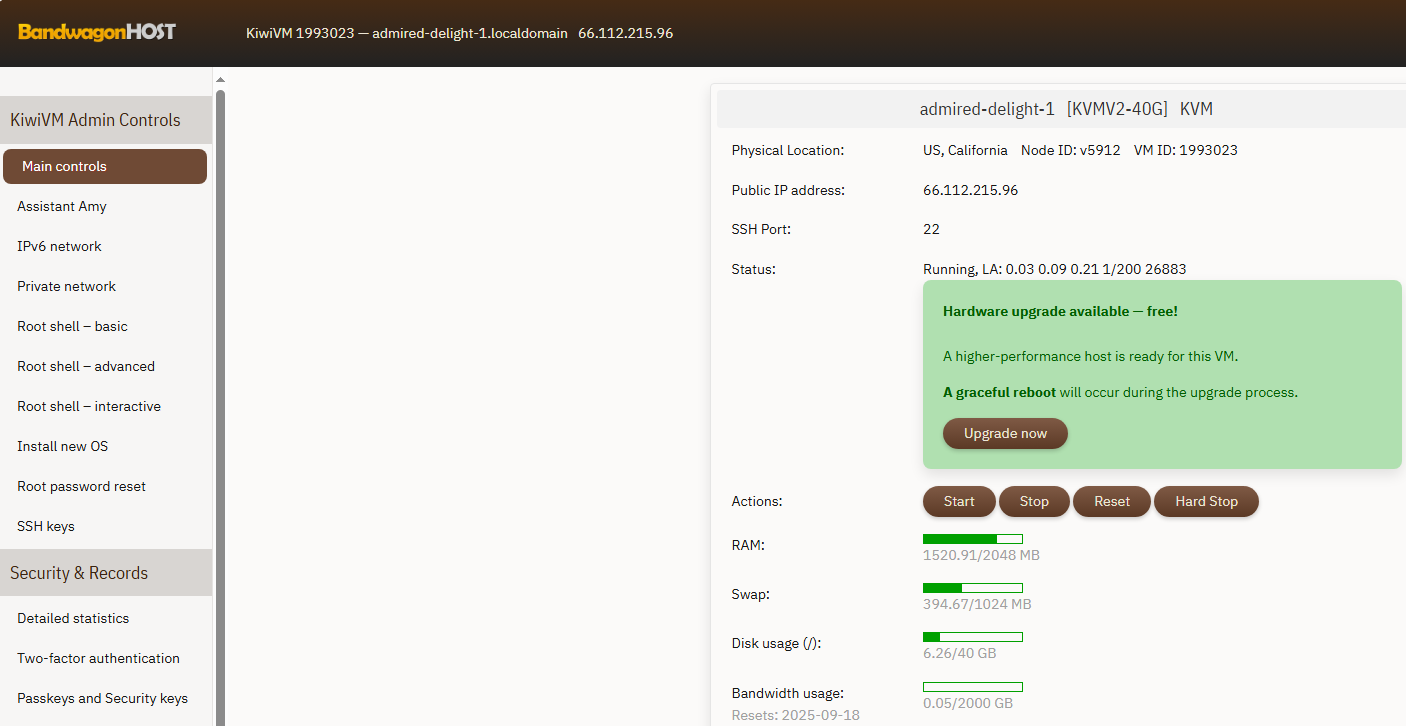 BandwagonHOST
KiwiVM 1993023 — admired-delight-1.localdomain 66.112.215.96
KiwiVM Admin Controls
Main controls
Assistant Amy
IPv6 network
Private network
Root shell – basic
Root shell – advanced
Root shell – interactive
Install new OS
Root password reset
SSH keys
Security & Records
Detailed statistics
Two-factor authentication
Passkeys and Security keys
admired-delight-1 [KVMV2-40G] KVM
Physical Location: US, California Node ID: v5912 VM ID: 1993023
Public IP address: 66.112.215.96
SSH Port: 22
Status: Running, LA: 0.03 0.09 0.21 1/200 26883
Hardware upgrade available — free!
A higher-performance host is ready for this VM.
A graceful reboot will occur during the upgrade process.
Upgrade now
Actions: Start Stop Reset Hard Stop
RAM:
1520.91/2048 MB
Swap:
394.67/1024 MB
Disk usage (/):
6.26/40 GB
Bandwidth usage:
0.05/2000 GB
Resets: 2025-09-18